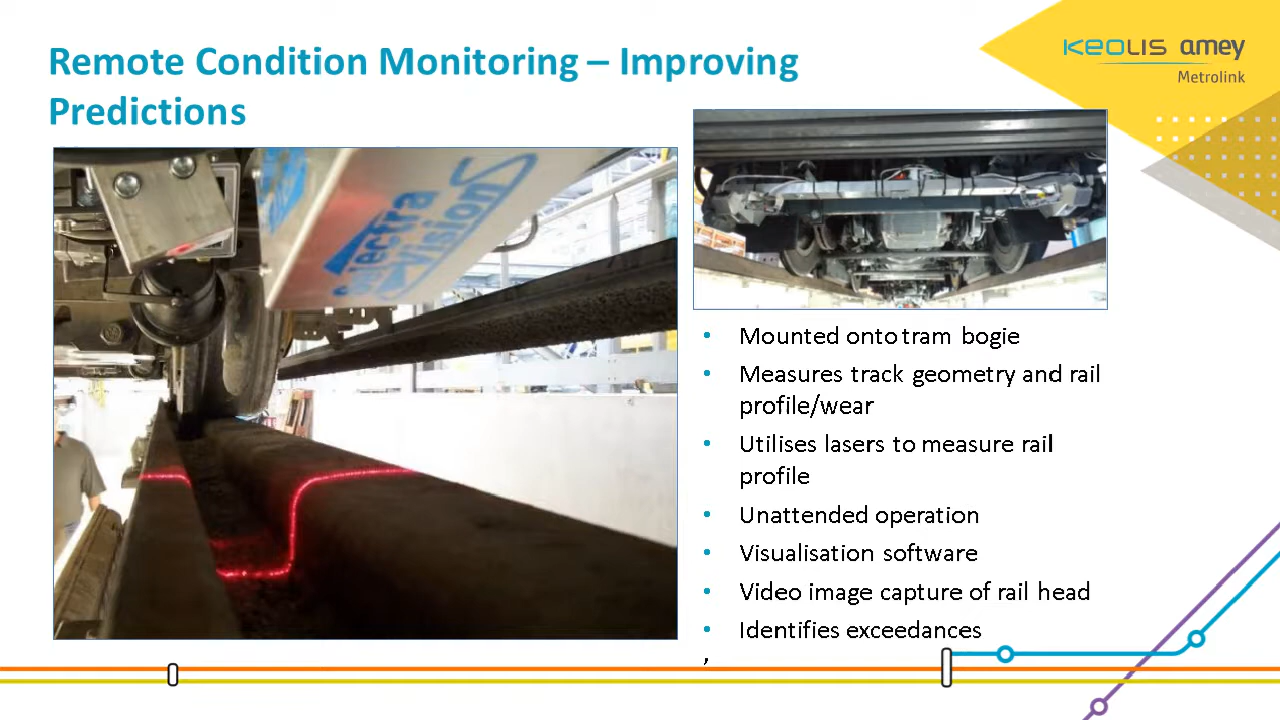 Remote Condition Monitoring – Improving
Predictions
KEOLIS amey
Metrolink
Vision
• Mounted onto tram bogie
• Measures track geometry and rail
profile/wear
• Utilises lasers to measure rail
profile
• Unattended operation
• Visualisation software
• Video image capture of rail head
• Identifies exceedances
,